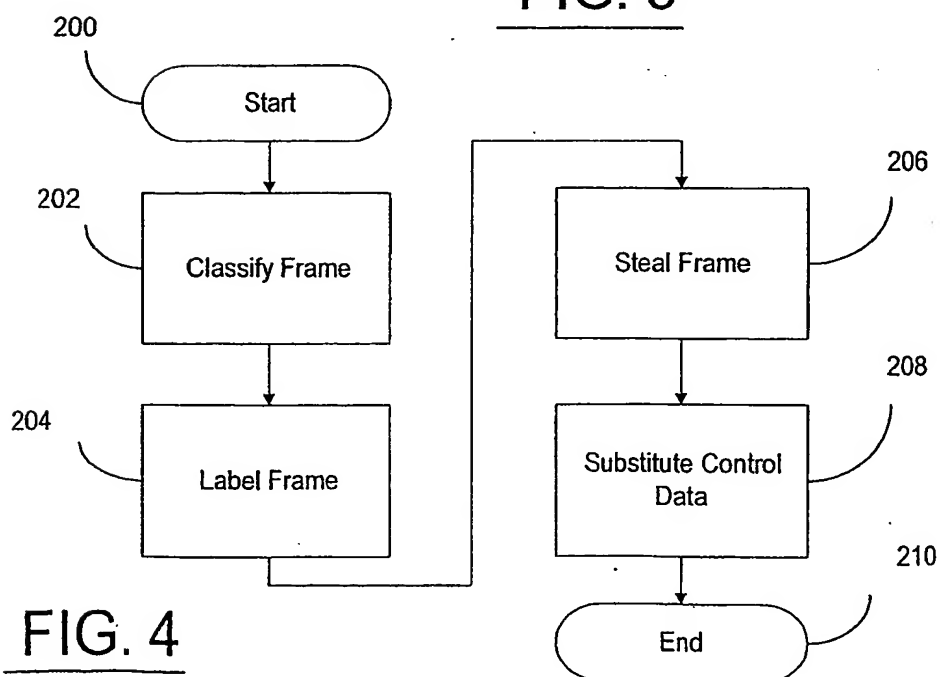 200
Start
202
Classify Frame
204
Label Frame
206
Steal Frame
208
Substitute Control
Data
210
End
FIG. 4